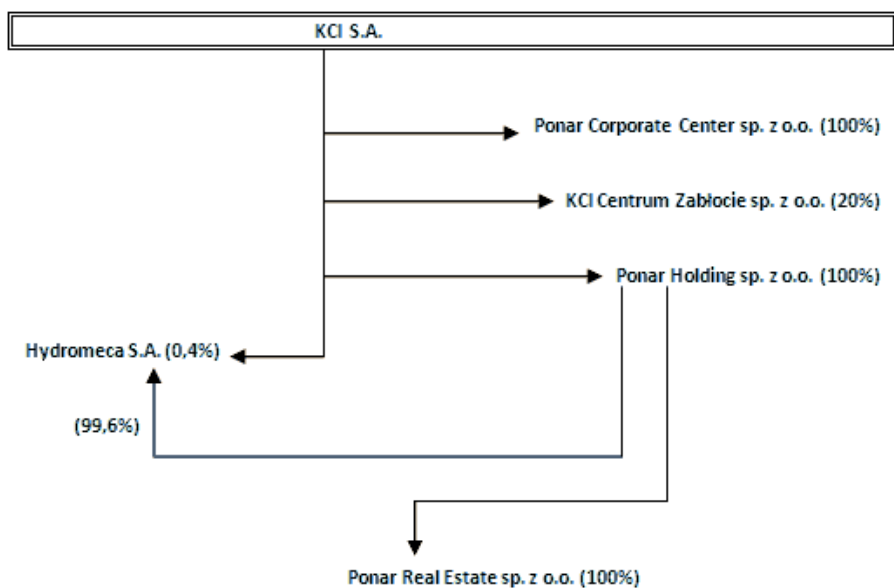 KCI S.A.
Ponar Corporate Center sp. z o.o. (100%)
KCI Centrum Zabłocie sp. z o.o. (20%)
Ponar Holding sp. z o.o. (100%)
Hydromeca S.A. (0,4%)
(99,6%)
Ponar Real Estate sp. z o.o. (100%)